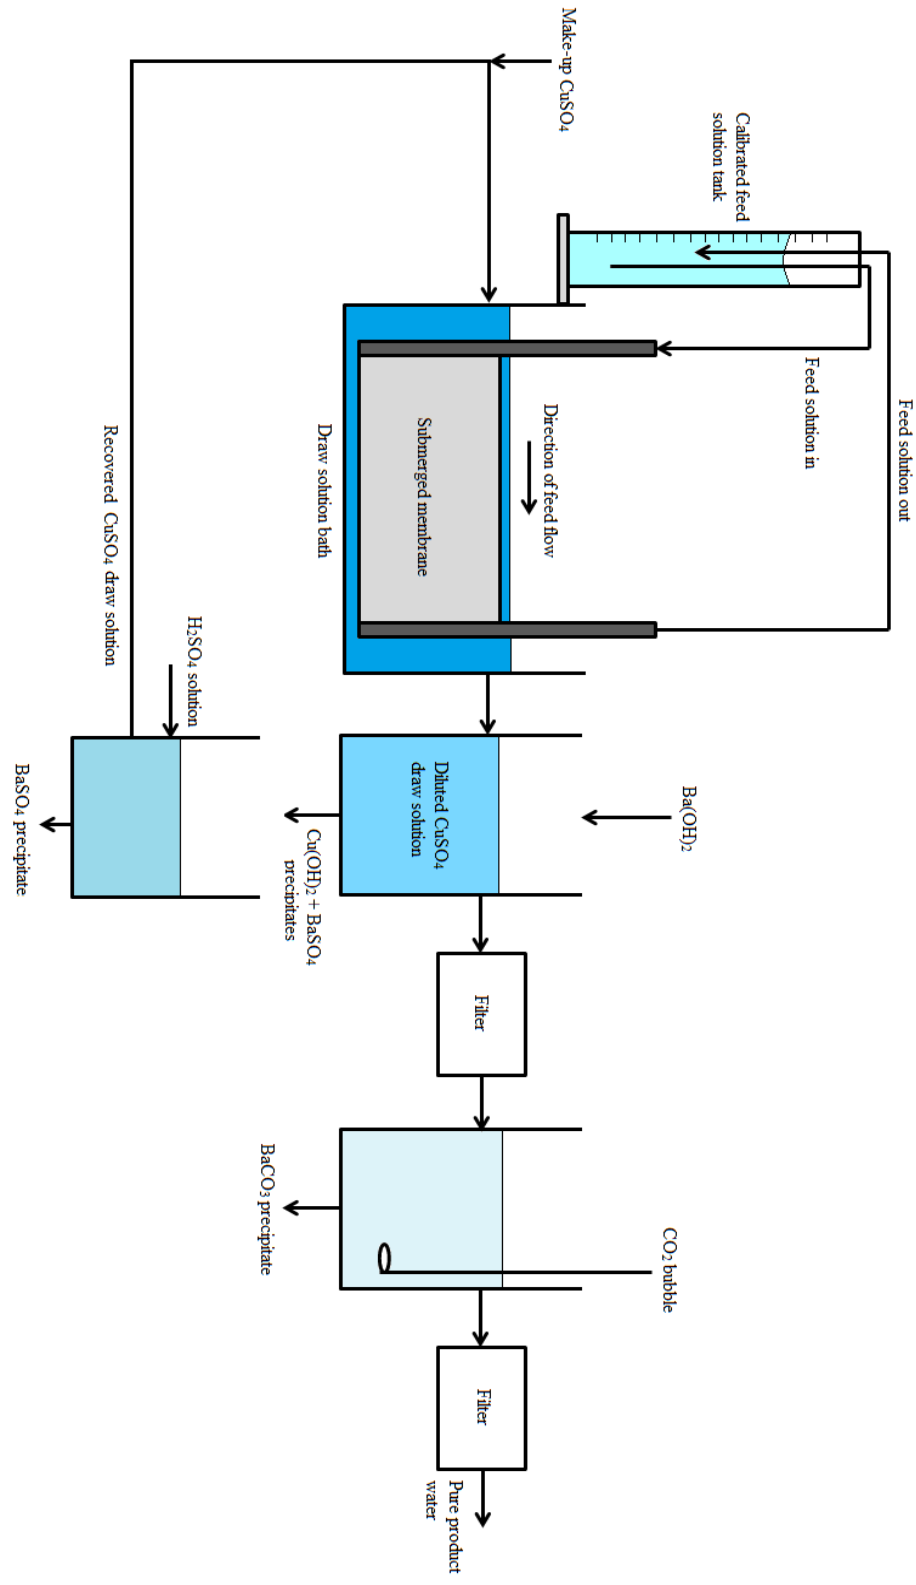 Feed solution out
Feed solution in
Calibrated feed
solution tank
Make-up CuSO₄
Direction of feed flow
Submerged membrane
Draw solution bath
Ba(OH)₂
Diluted CuSO₄
draw solution
Cu(OH)₂ + BaSO₄
precipitates
Filter
CO₂ bubble
BaCO₃ precipitate
Filter
Pure product
water
Recovered CuSO₄ draw solution
H₂SO₄ solution
BaSO₄ precipitate